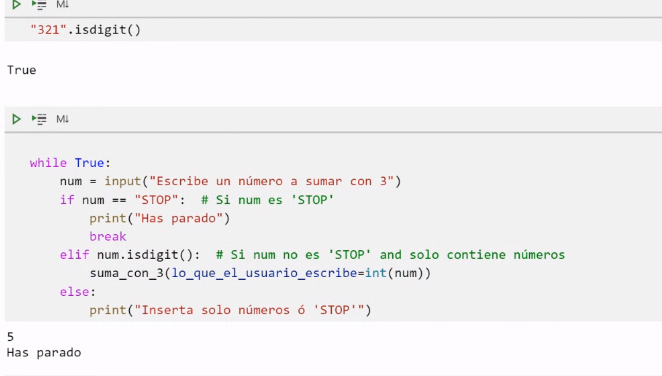 M↓
"321".isdigit()
True
M↓
while True:
    num = input("Escribe un número a sumar con 3")
    if num == "STOP":  # Si num es 'STOP'
        print("Has parado")
        break
    elif num.isdigit():  # Si num no es 'STOP' and solo contiene números
        suma_con_3(lo_que_el_usuario_escribe=int(num))
    else:
        print("Inserta solo números ó 'STOP'")
5
Has parado